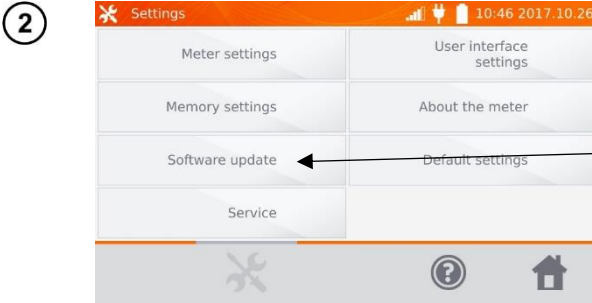 2
Settings
10:46 2017.10.26
Meter settings
User interface
settings
Memory settings
About the meter
Software update
Default settings
Service
?